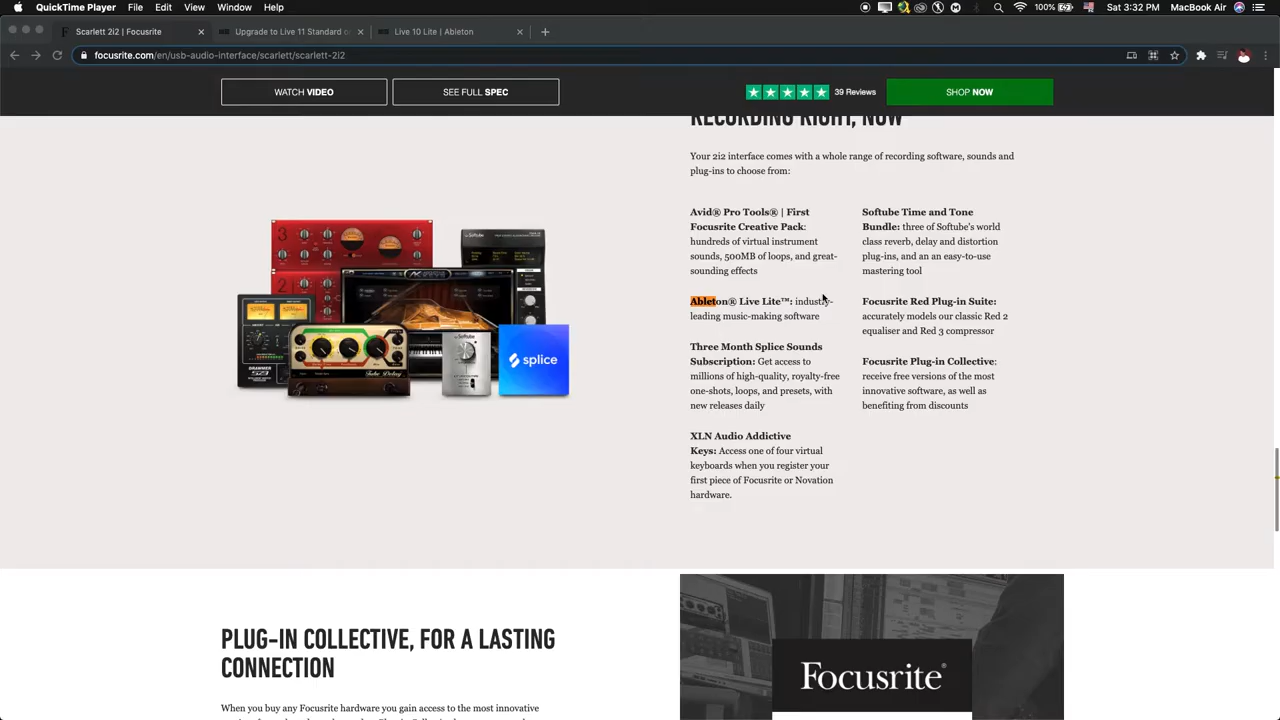 QuickTime Player File Edit View Window Help
100% Sat 3:32 PM MacBook Air
Scarlett 2i2 | Focusrite
Upgrade to Live 11 Standard o
Live 10 Lite | Ableton
focusrite.com/en/usb-audio-interface/scarlett/scarlett-2i2
WATCH VIDEO
SEE FULL SPEC
39 Reviews
SHOP NOW
RECORDING RIGHT, NOW
Your 2i2 interface comes with a whole range of recording software, sounds and
plug-ins to choose from:
Avid® Pro Tools® | First
Focusrite Creative Pack:
hundreds of virtual instrument
sounds, 500MB of loops, and great-
sounding effects
Ableton® Live Lite™: industry-
leading music-making software
Three Month Splice Sounds
Subscription: Get access to
millions of high-quality, royalty-free
one-shots, loops, and presets, with
new releases daily
XLN Audio Addictive
Keys: Access one of four virtual
keyboards when you register your
first piece of Focusrite or Novation
hardware.
Softube Time and Tone
Bundle: three of Softube's world
class reverb, delay and distortion
plug-ins, and an an easy-to-use
mastering tool
Focusrite Red Plug-in Suite:
accurately models our classic Red 2
equaliser and Red 3 compressor
Focusrite Plug-in Collective:
receive free versions of the most
innovative software, as well as
benefiting from discounts
3
2
Softube
Tube Delay
splice
PLUG-IN COLLECTIVE, FOR A LASTING
CONNECTION
When you buy any Focusrite hardware you gain access to the most innovative
Focusrite®